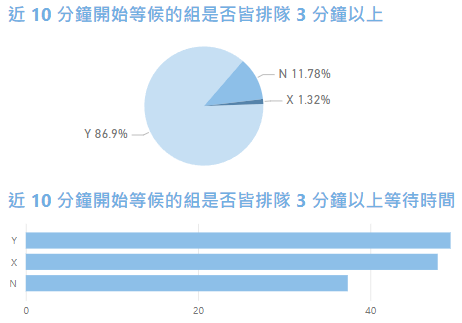 近 10 分鐘開始等候的組是否皆排隊 3 分鐘以上
N 11.78%
X 1.32%
Y 86.9%
近 10 分鐘開始等候的組是否皆排隊 3 分鐘以上等待時間
Y
X
N
0 20 40